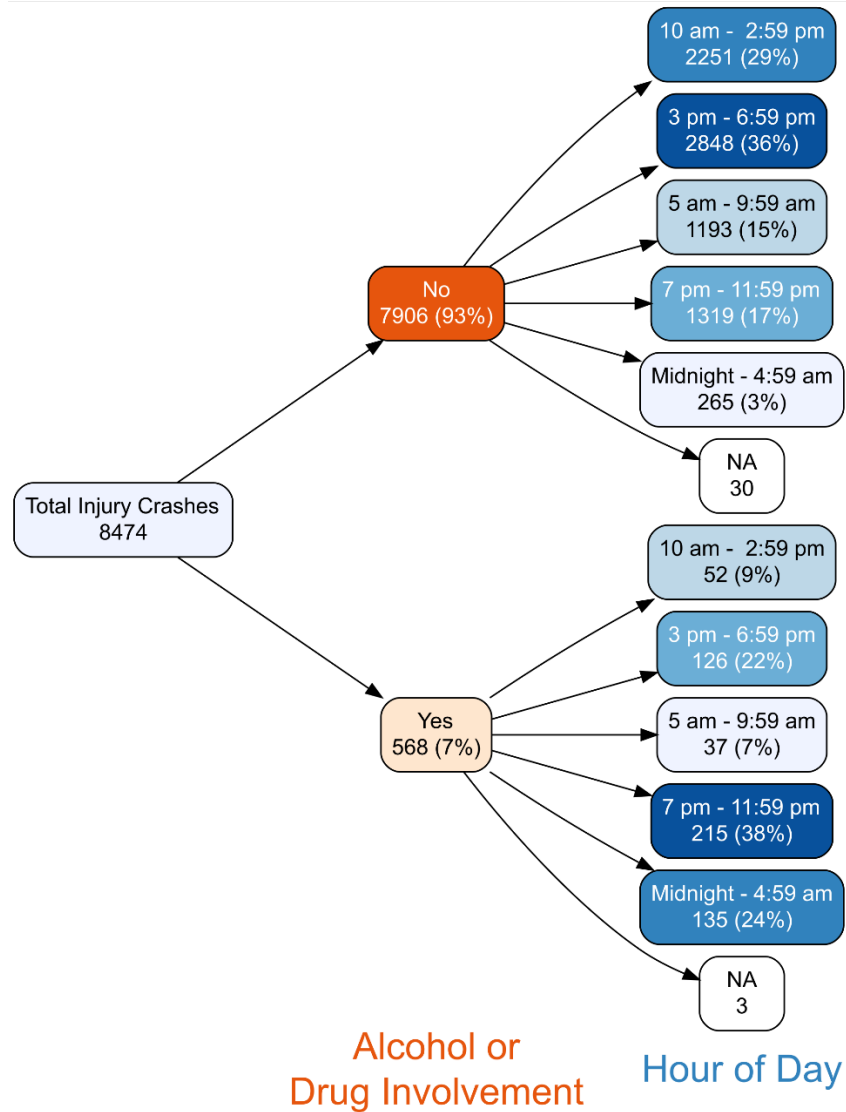 10 am -  2:59 pm
2251 (29%)
3 pm - 6:59 pm
2848 (36%)
5 am - 9:59 am
1193 (15%)
No
7906 (93%)
7 pm - 11:59 pm
1319 (17%)
Midnight - 4:59 am
265 (3%)
NA
30
Total Injury Crashes
8474
10 am -  2:59 pm
52 (9%)
3 pm - 6:59 pm
126 (22%)
Yes
568 (7%)
5 am - 9:59 am
37 (7%)
7 pm - 11:59 pm
215 (38%)
Midnight - 4:59 am
135 (24%)
NA
3
Alcohol or
Drug Involvement
Hour of Day